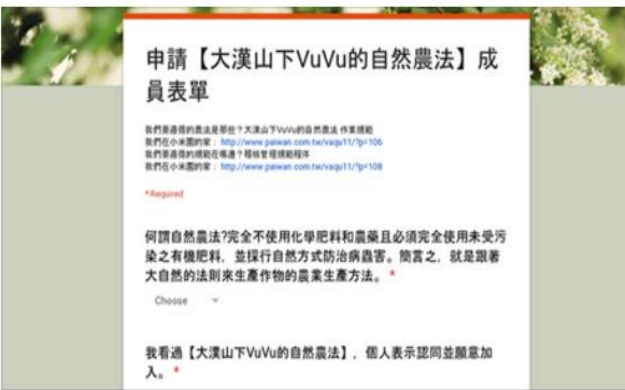 申請【大漢山下VuVu的自然農法】成
員表單
我們要遵循的農法是那些？大漢山下VuVu的自然農法 作業規範
我們在小米園的家： http://www.paiwan.com.tw/vaqu11/?p=106
我們要遵循的規範在哪邊？稽核管理規範程序
我們在小米園的家： http://www.paiwan.com.tw/vaqu11/?p=108
*Required
何謂自然農法?完全不使用化學肥料和農藥且必須完全使用未受污
染之有機肥料，並採行自然方式防治病蟲害。簡言之，就是跟著
大自然的法則來生產作物的農業生產方法。 *
Choose
我看過【大漢山下VuVu的自然農法】，個人表示認同並願意加
入。 *